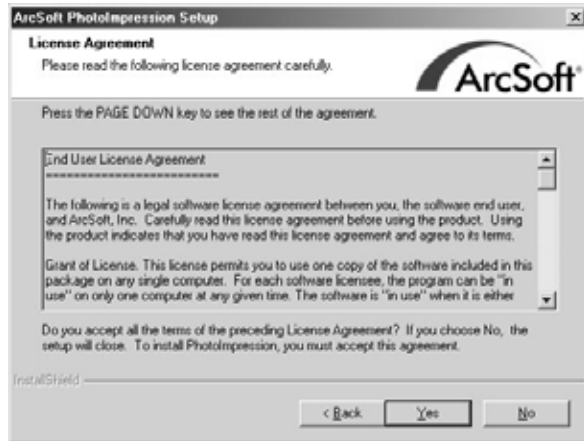 ArcSoft PhotoImpression Setup
License Agreement
Please read the following license agreement carefully.
ArcSoft
Press the PAGE DOWN key to see the rest of the agreement.
End User License Agreement
==========================
The following is a legal software license agreement between you, the software end user,
and ArcSoft, Inc. Carefully read this license agreement before using the product. Using
the product indicates that you have read this license agreement and agree to its terms.
Grant of License. This license permits you to use one copy of the software included in this
package on any single computer. For each software licensee, the program can be "in
use" on only one computer at any given time. The software is "in use" when it is either
Do you accept all the terms of the preceding License Agreement? If you choose No, the
setup will close. To install PhotoImpression, you must accept this agreement.
InstallShield
< Back
Yes
No